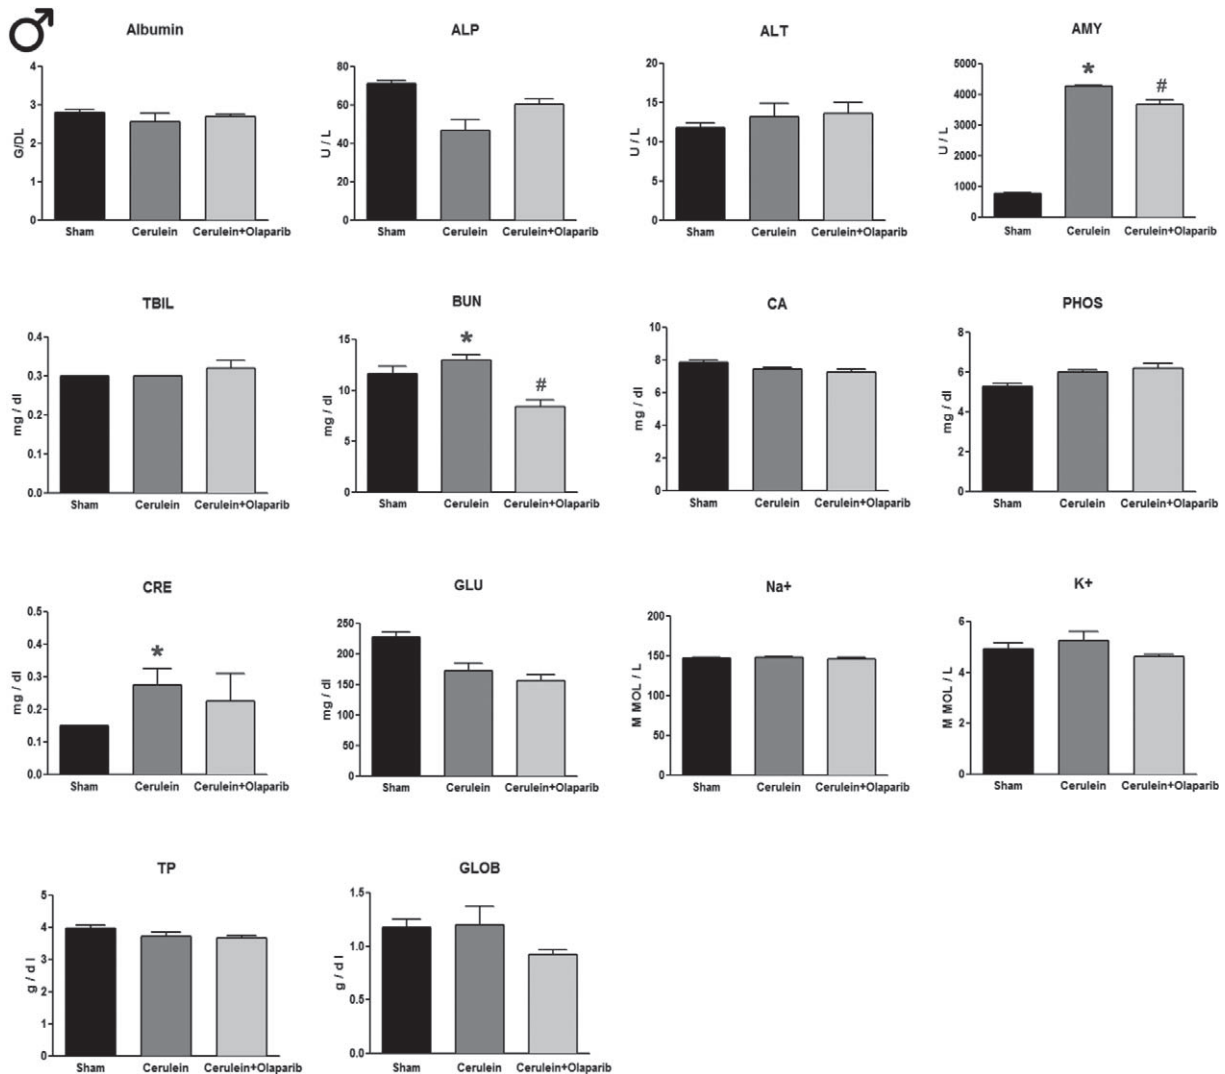 ♂
Albumin
4
3
2
1
0
G/DL
Sham Cerulein Cerulein+Olaparib
ALP
80
60
40
20
0
U / L
Sham Cerulein Cerulein+Olaparib
ALT
20
15
10
5
0
U / L
Sham Cerulein Cerulein+Olaparib
AMY
5000
4000
3000
2000
1000
0
U / L
*
#
Sham Cerulein Cerulein+Olaparib
TBIL
0.4
0.3
0.2
0.1
0.0
mg / dl
Sham Cerulein Cerulein+Olaparib
BUN
15
10
5
0
mg / dl
*
#
Sham Cerulein Cerulein+Olaparib
CA
10
8
6
4
2
0
mg / dl
Sham Cerulein Cerulein+Olaparib
PHOS
8
6
4
2
0
mg / dl
Sham Cerulein Cerulein+Olaparib
CRE
0.5
0.4
0.3
0.2
0.1
0.0
mg / dl
*
Sham Cerulein Cerulein+Olaparib
GLU
250
200
150
100
50
0
mg / dl
Sham Cerulein Cerulein+Olaparib
Na+
200
150
100
50
0
M MOL / L
Sham Cerulein Cerulein+Olaparib
K+
6
4
2
0
M MOL / L
Sham Cerulein Cerulein+Olaparib
TP
5
4
3
2
1
0
g / d l
Sham Cerulein Cerulein+Olaparib
GLOB
1.5
1.0
0.5
0.0
g / d l
Sham Cerulein Cerulein+Olaparib